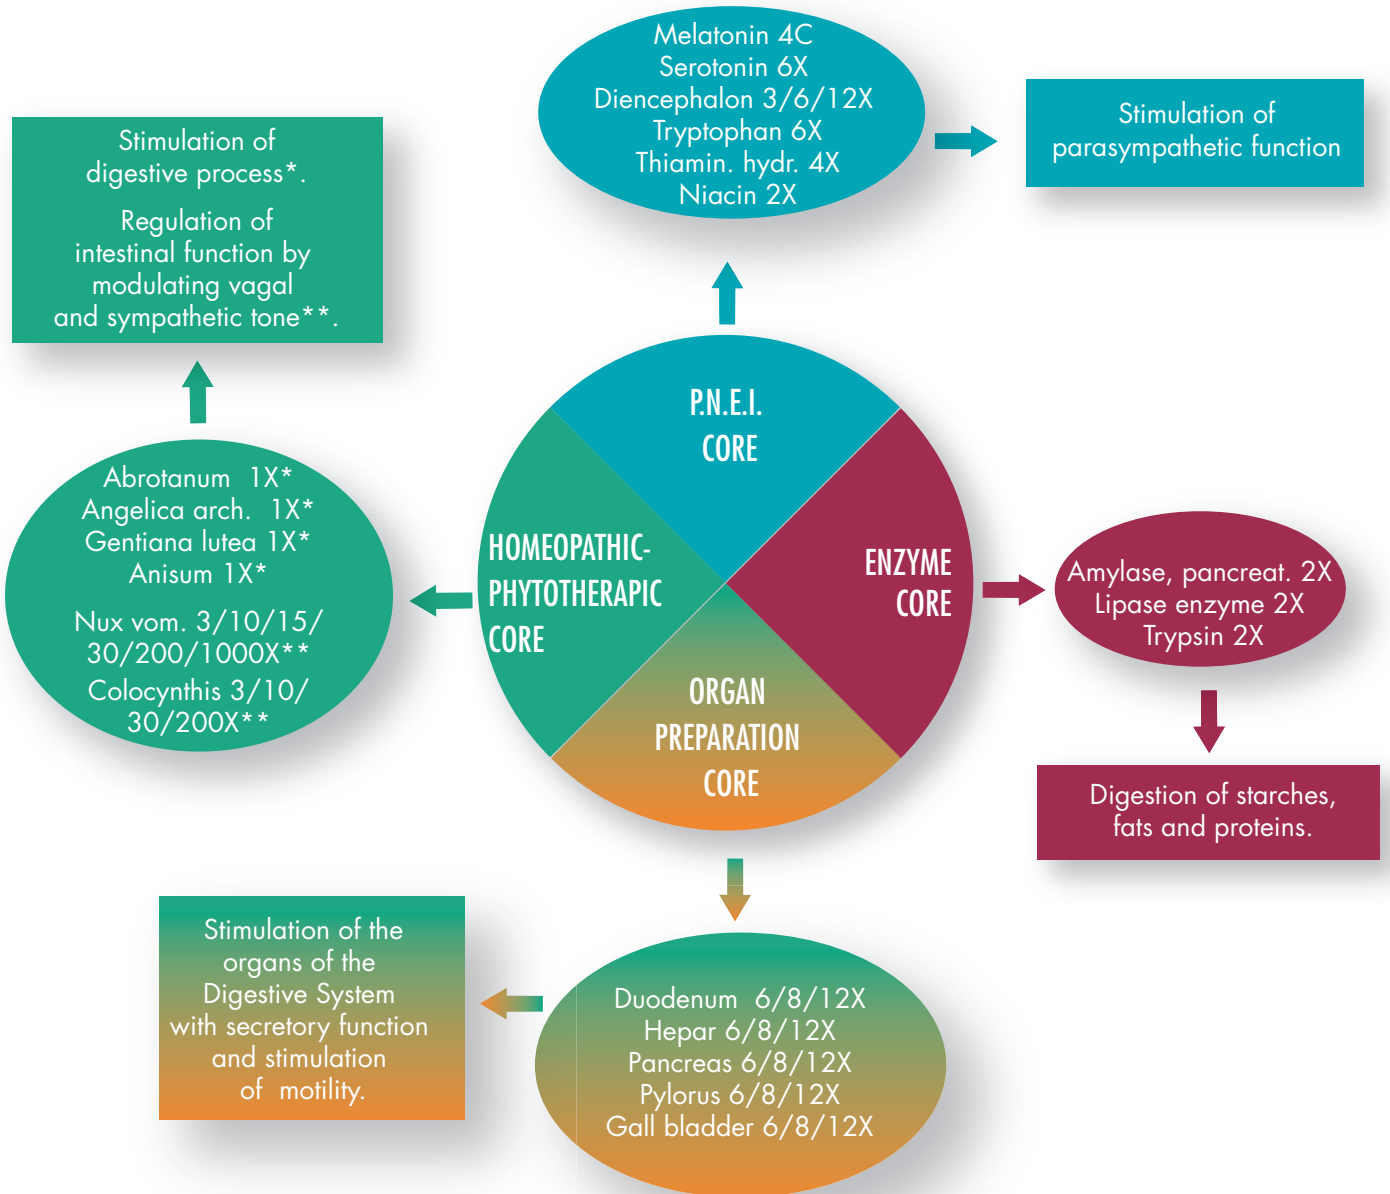 Melatonin 4C
Serotonin 6X
Diencephalon 3/6/12X
Tryptophan 6X
Thiamin. hydr. 4X
Niacin 2X
Stimulation of
parasympathetic function
Stimulation of
digestive process*.
Regulation of
intestinal function by
modulating vagal
and sympathetic tone**.
P.N.E.I.
CORE
Abrotanum 1X*
Angelica arch. 1X*
Gentiana lutea 1X*
Anisum 1X*
Nux vom. 3/10/15/
30/200/1000X**
Colocynthis 3/10/
30/200X**
HOMEOPATHIC-
PHYTOTHERAPIC
CORE
ENZYME
CORE
Amylase, pancreat. 2X
Lipase enzyme 2X
Trypsin 2X
ORGAN
PREPARATION
CORE
Digestion of starches,
fats and proteins.
Stimulation of the
organs of the
Digestive System
with secretory function
and stimulation
of motility.
Duodenum 6/8/12X
Hepar 6/8/12X
Pancreas 6/8/12X
Pylorus 6/8/12X
Gall bladder 6/8/12X